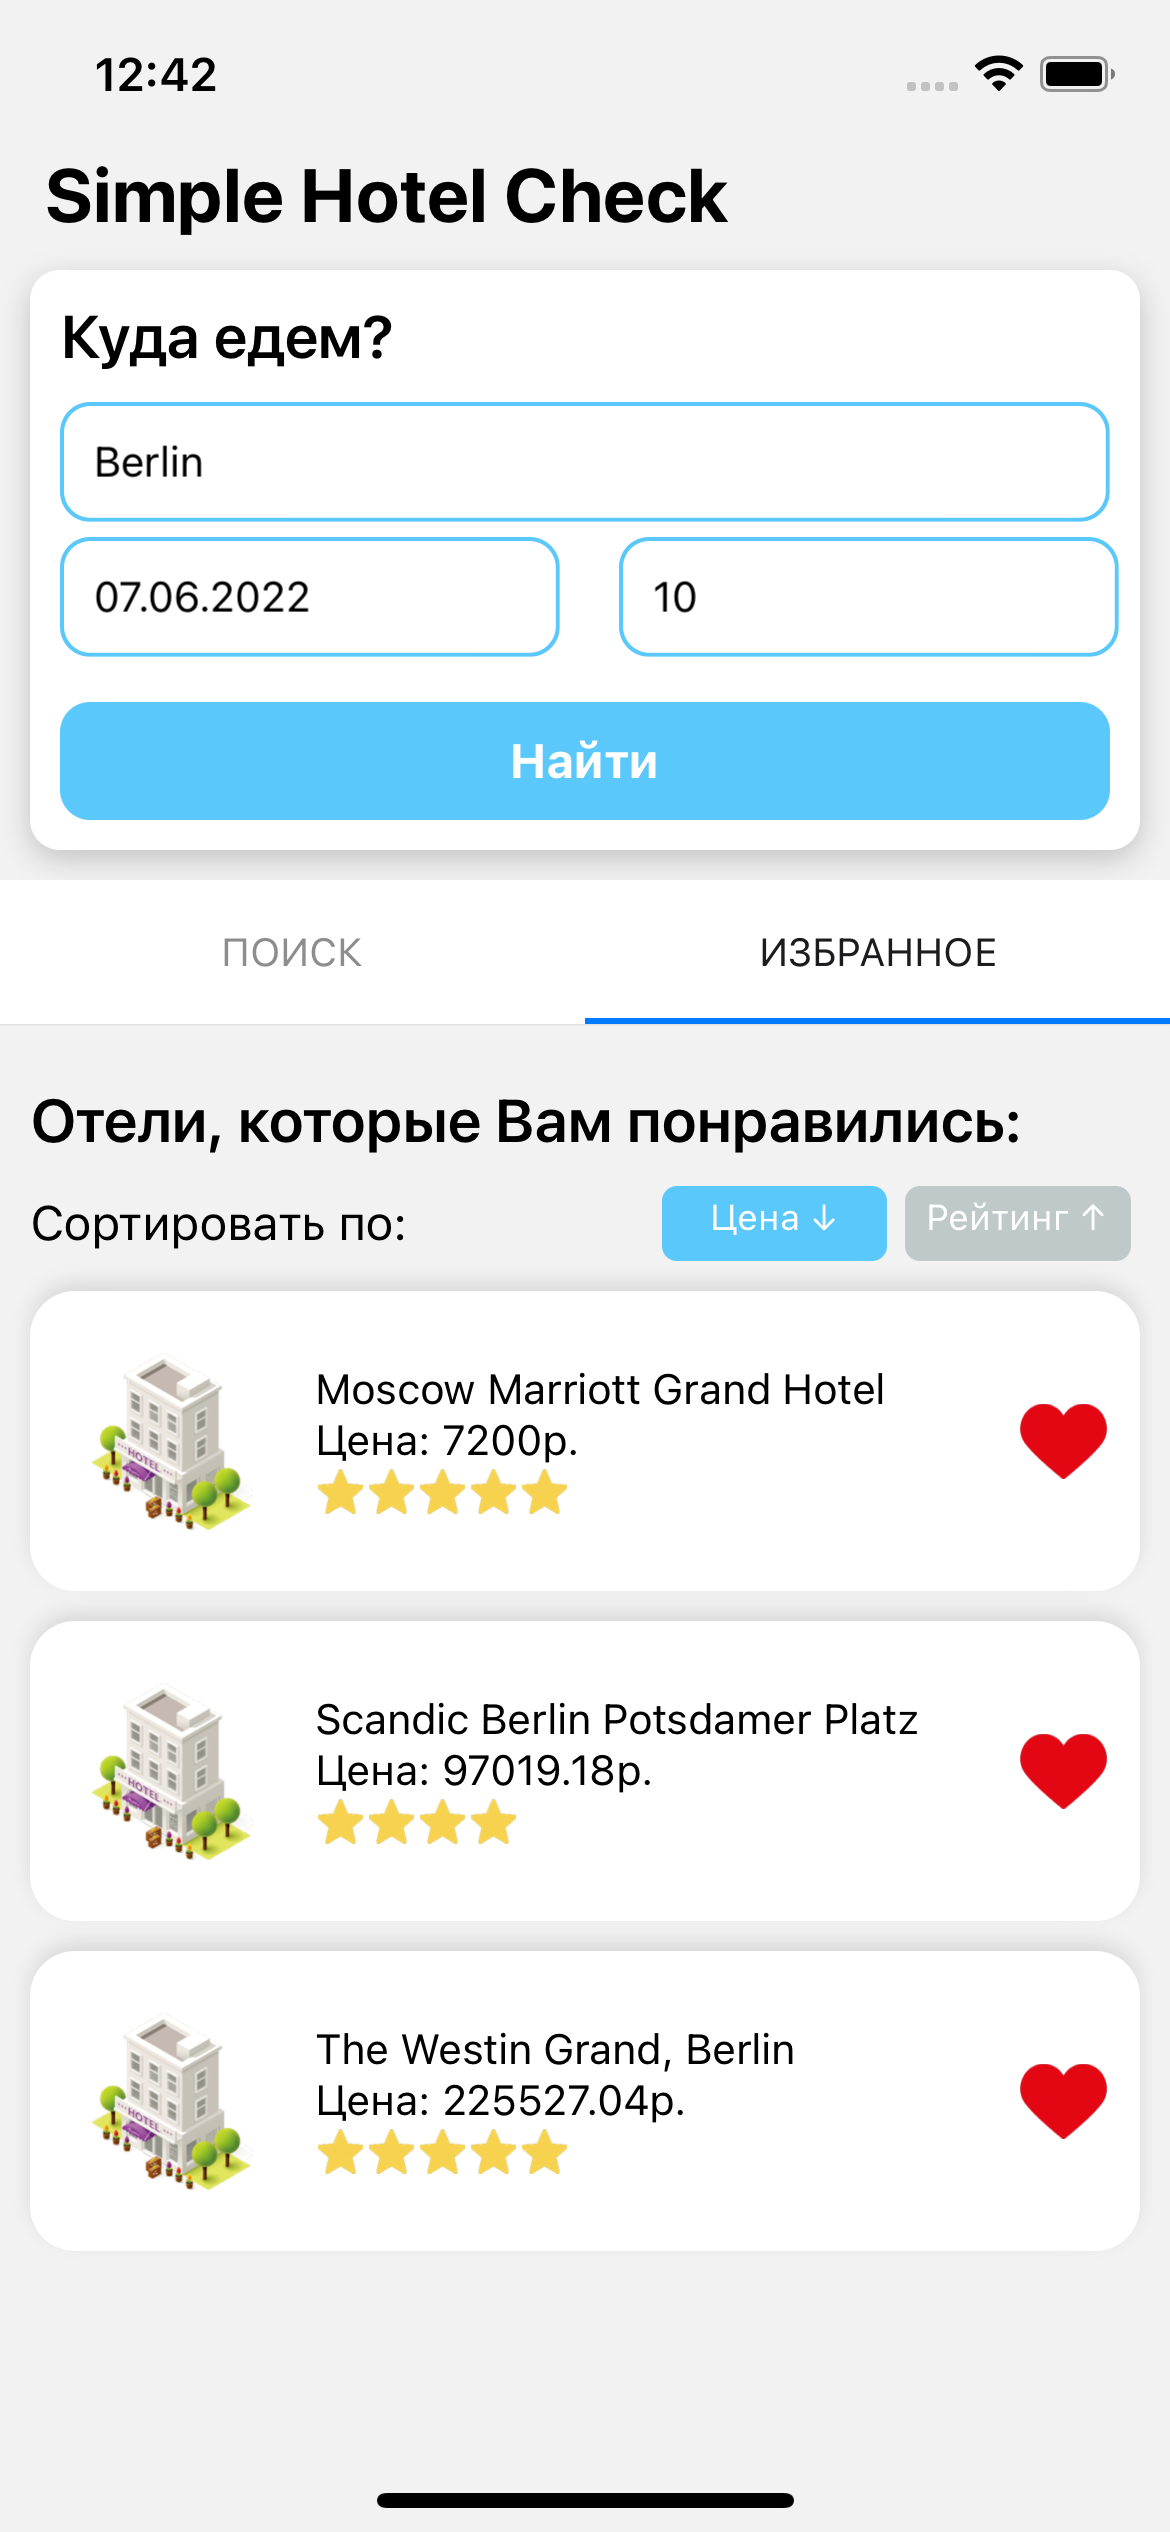 12:42
Simple Hotel Check
Куда едем?
Berlin
07.06.2022 10
Найти
ПОИСК ИЗБРАННОЕ
Отели, которые Вам понравились:
Сортировать по: Цена ↓ Рейтинг ↑
HOTEL
Moscow Marriott Grand Hotel
Цена: 7200р.
⭐⭐⭐⭐⭐
HOTEL
Scandic Berlin Potsdamer Platz
Цена: 97019.18р.
⭐⭐⭐⭐
HOTEL
The Westin Grand, Berlin
Цена: 225527.04р.
⭐⭐⭐⭐⭐